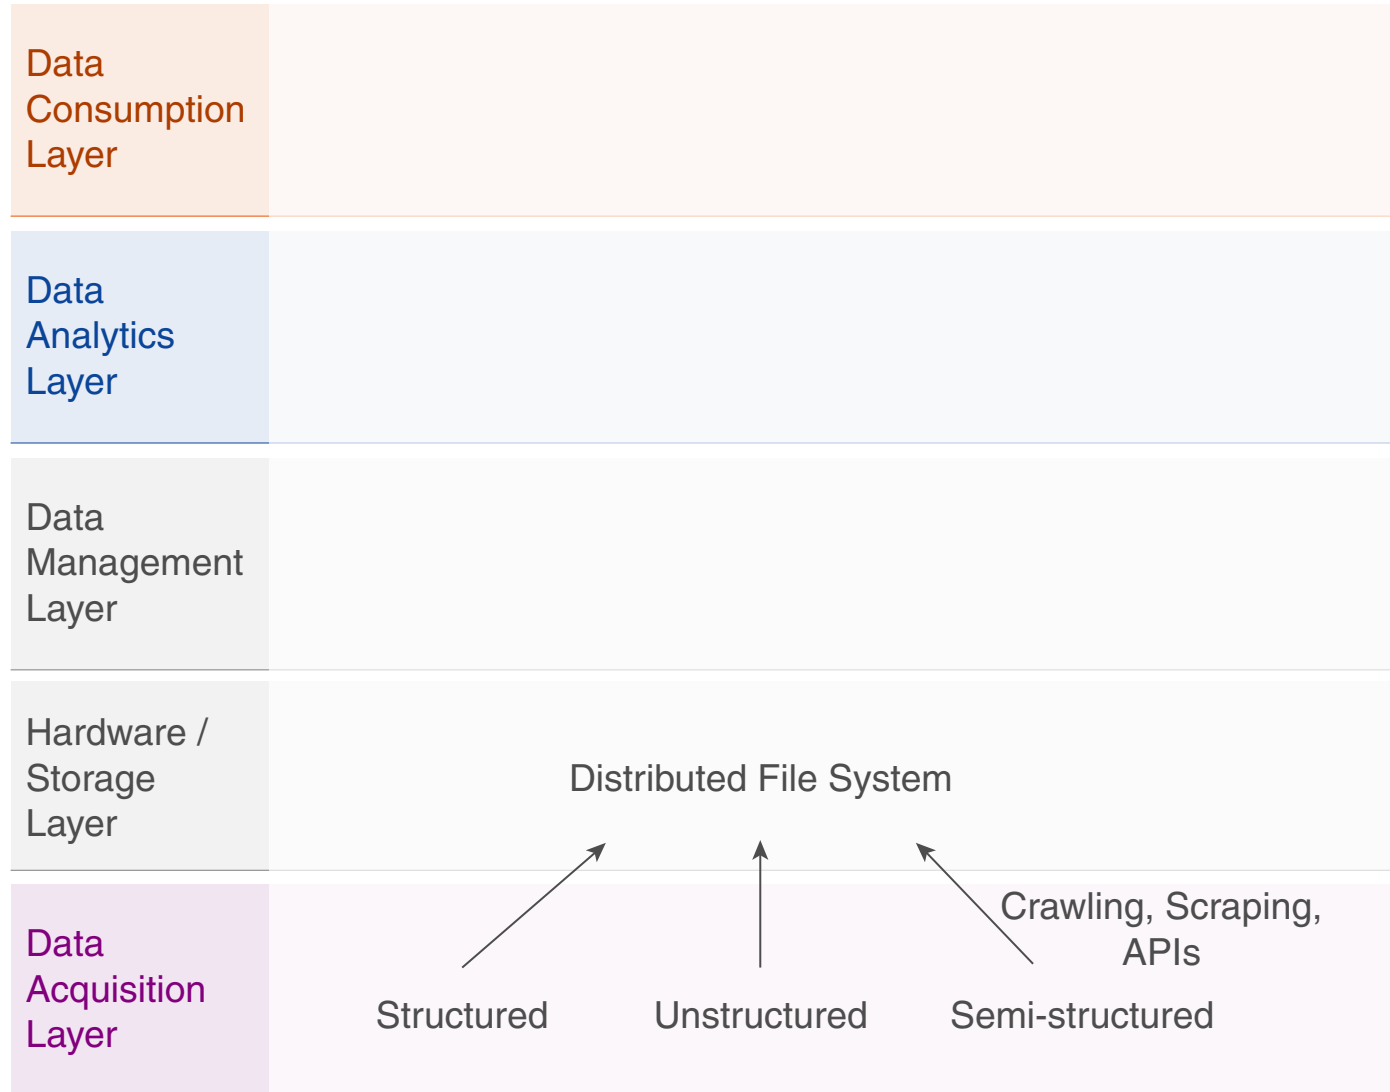 Data
Consumption
Layer
Data
Analytics
Layer
Data
Management
Layer
Hardware /
Storage
Layer
Distributed File System
Data
Acquisition
Layer
Crawling, Scraping,
APIs
Structured
Unstructured
Semi-structured